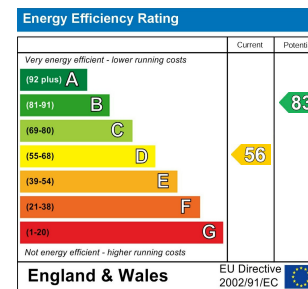 Energy Efficiency Rating
Current Potenti
Very energy efficient - lower running costs
(92 plus) A
(81-91) B
83
(69-80) C
(55-68) D
56
(39-54) E
(21-38) F
(1-20) G
Not energy efficient - higher running costs
England & Wales
EU Directive
2002/91/EC